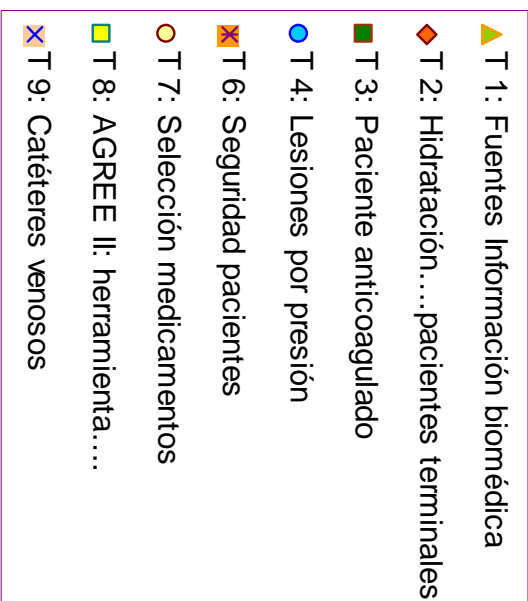 T 1: Fuentes Información biomédica
T 2: Hidratación….pacientes terminales
T 3: Paciente anticoagulado
T 4: Lesiones por presión
T 6: Seguridad pacientes
T 7: Selección medicamentos
T 8: AGREE II: herramienta….
T 9: Catéteres venosos